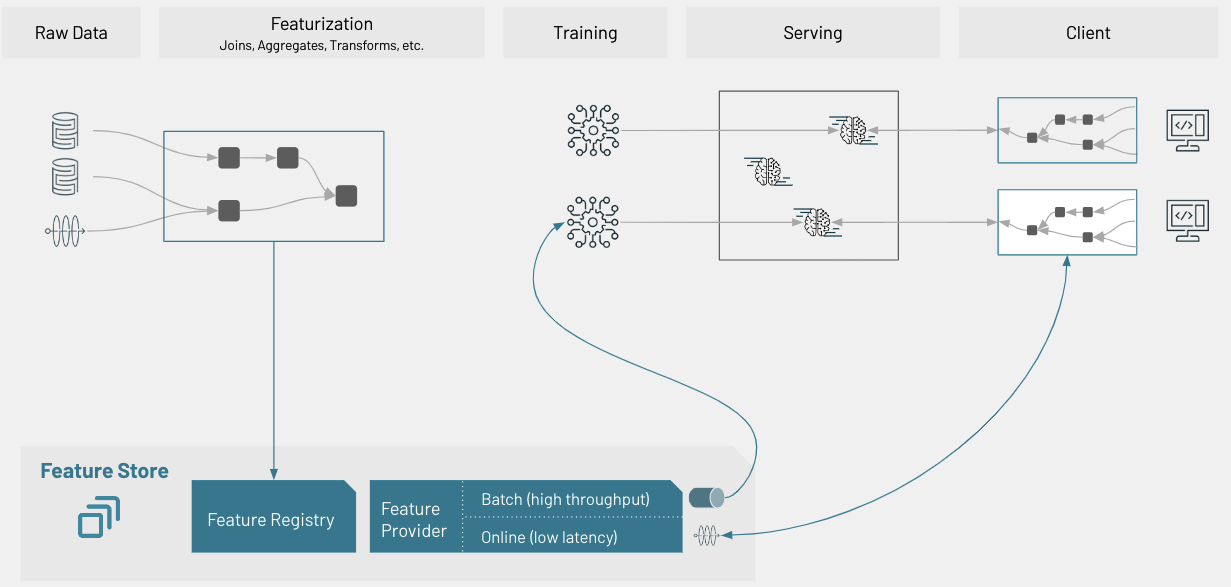 Raw Data
Featurization
Joins, Aggregates, Transforms, etc.
Training
Serving
Client
</>
</>
Feature Store
Feature Registry
Feature
Provider
Batch (high throughput)
Online (low latency)